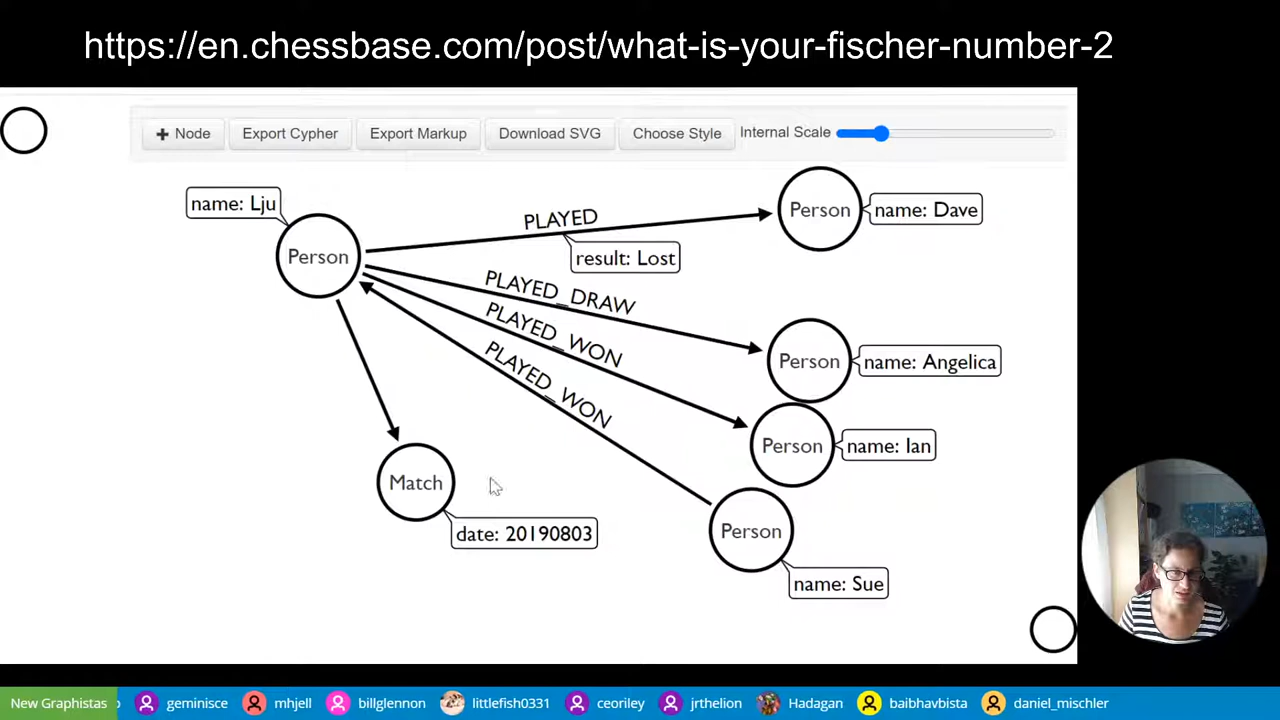 https://en.chessbase.com/post/what-is-your-fischer-number-2
+ Node Export Cypher Export Markup Download SVG Choose Style Internal Scale
name: Lju
Person
PLAYED
result: Lost
Person
name: Dave
PLAYED_DRAW
Person
name: Angelica
PLAYED_WON
Person
name: Ian
PLAYED_WON
Person
name: Sue
Match
date: 20190803
New Graphistas geminisce mhjell billglennon littlefish0331 ceoriley jrthelion Hadagan baibhavbista daniel_mischler